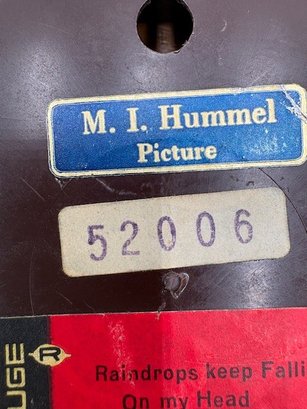 M. I. Hummel
Picture
52006
UGE R
Raindrops keep Falli
On my Head